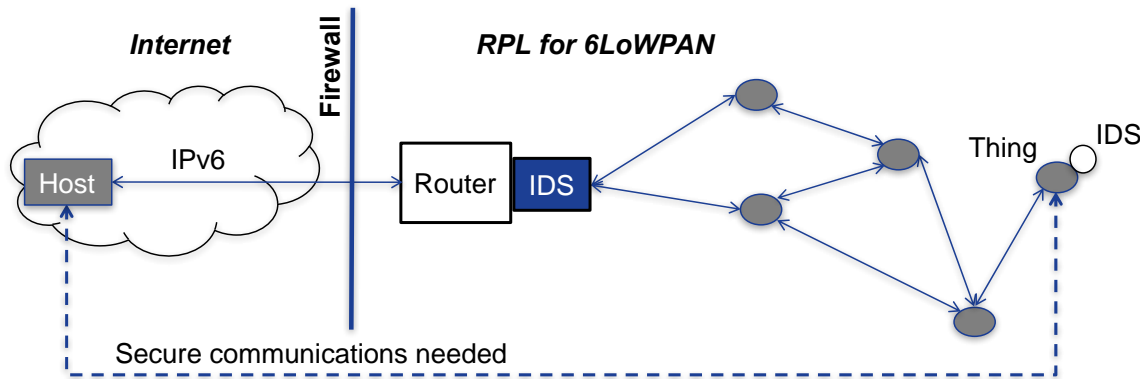 Internet
Firewall
RPL for 6LoWPAN
Host
IPv6
Router
IDS
Thing
IDS
Secure communications needed